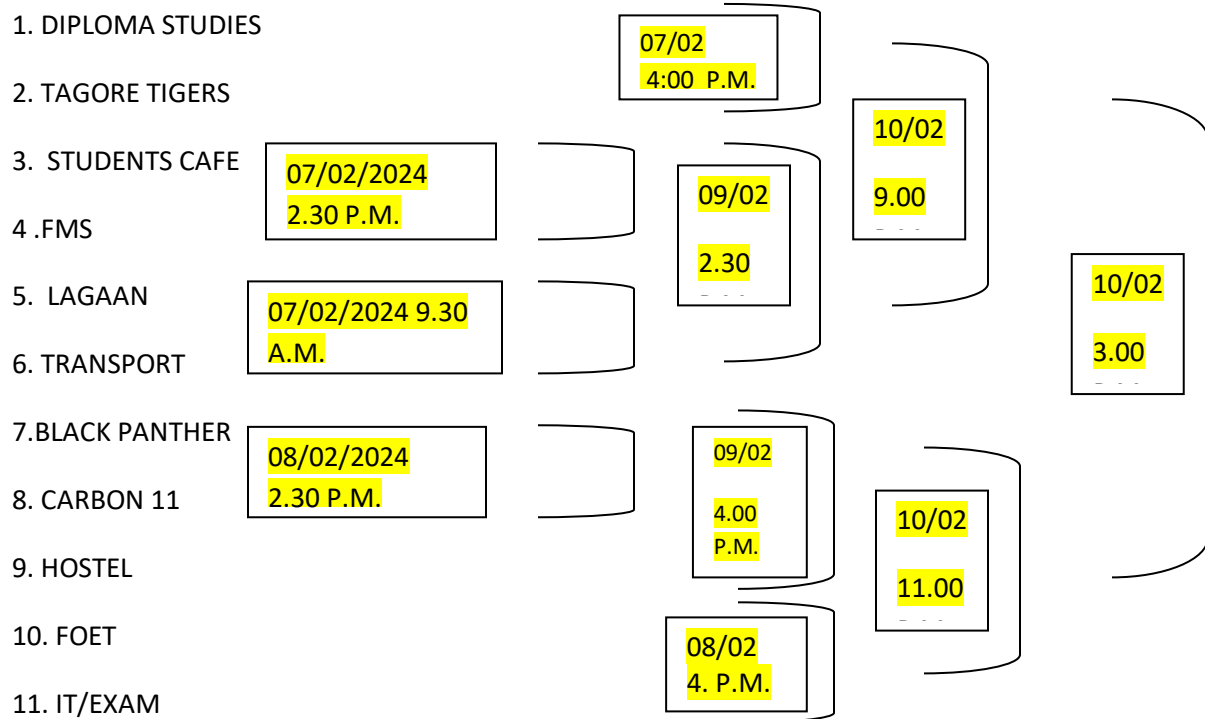 1. DIPLOMA STUDIES
07/02
4:00 P.M.
2. TAGORE TIGERS
10/02
9.00
3. STUDENTS CAFE
07/02/2024
2.30 P.M.
09/02
2.30
4 .FMS
5. LAGAAN
07/02/2024 9.30
A.M.
10/02
3.00
6. TRANSPORT
7.BLACK PANTHER
08/02/2024
2.30 P.M.
09/02
4.00
P.M.
8. CARBON 11
10/02
11.00
9. HOSTEL
10. FOET
08/02
4. P.M.
11. IT/EXAM